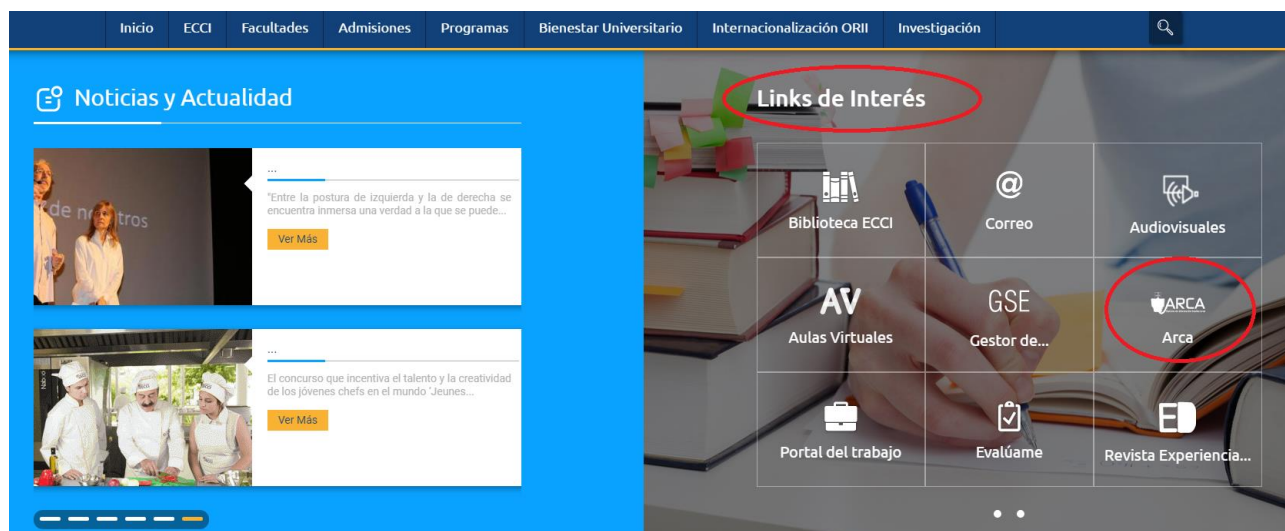 Inicio ECCI Facultades Admisiones Programas Bienestar Universitario Internacionalización ORII Investigación
Noticias y Actualidad
...
"Entre la postura de izquierda y la de derecha se
encuentra inmersa una verdad a la que se puede...
Ver Más
...
El concurso que incentiva el talento y la creatividad
de los jóvenes chefs en el mundo 'Jeunes...
Ver Más
Links de Interés
Biblioteca ECCI
@
Correo
Audiovisuales
AV
Aulas Virtuales
GSE
Gestor de...
ARCA
Arca
Portal del trabajo
Evalúame
E
Revista Experiencia...